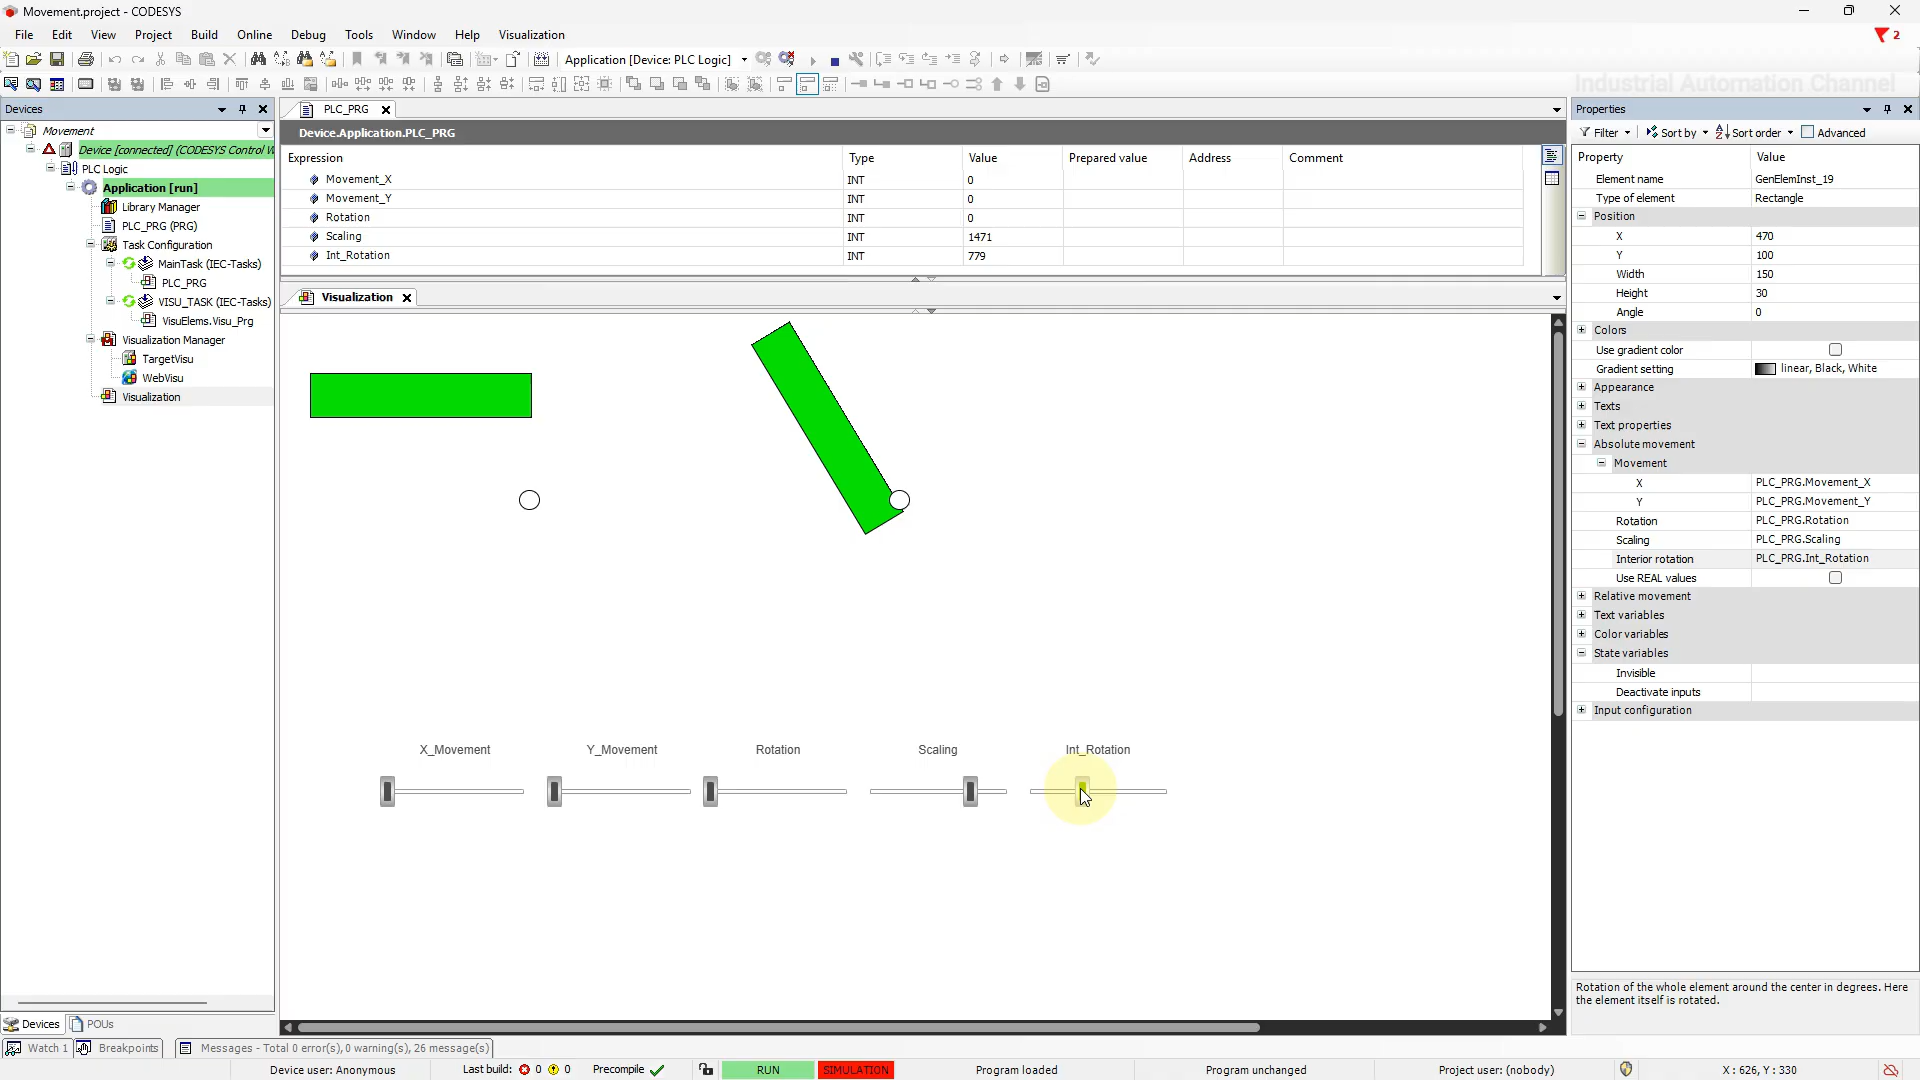 Movement.project - CODESYS
File Edit View Project Build Online Debug Tools Window Help Visualization
2
Application [Device: PLC Logic]
Industrial Automation Channel
Devices
Movement
Device [connected] (CODESYS Control W
PLC Logic
Application [run]
Library Manager
PLC_PRG (PRG)
Task Configuration
MainTask (IEC-Tasks)
PLC_PRG
VISU_TASK (IEC-Tasks)
VisuElems.Visu_Prg
Visualization Manager
TargetVisu
WebVisu
Visualization
Devices POUs
PLC_PRG
Device.Application.PLC_PRG
Expression Type Value Prepared value Address Comment
Movement_X INT 0
Movement_Y INT 0
Rotation INT 0
Scaling INT 1471
Int_Rotation INT 779
Visualization
X_Movement Y_Movement Rotation Scaling Int_Rotation
Properties
Filter Sort by Sort order Advanced
Property Value
Element name GenElemInst_19
Type of element Rectangle
Position
X 470
Y 100
Width 150
Height 30
Angle 0
Colors
Use gradient color
Gradient setting linear, Black, White
Appearance
Texts
Text properties
Absolute movement
Movement
X PLC_PRG.Movement_X
Y PLC_PRG.Movement_Y
Rotation PLC_PRG.Rotation
Scaling PLC_PRG.Scaling
Interior rotation PLC_PRG.Int_Rotation
Use REAL values
Relative movement
Text variables
Color variables
State variables
Invisible
Deactivate inputs
Input configuration
Rotation of the whole element around the center in degrees. Here
the element itself is rotated.
Watch 1 Breakpoints Messages - Total 0 error(s), 0 warning(s), 26 message(s)
Device user: Anonymous Last build: 0 0 Precompile RUN SIMULATION Program loaded Program unchanged Project user: (nobody) X : 626, Y : 330